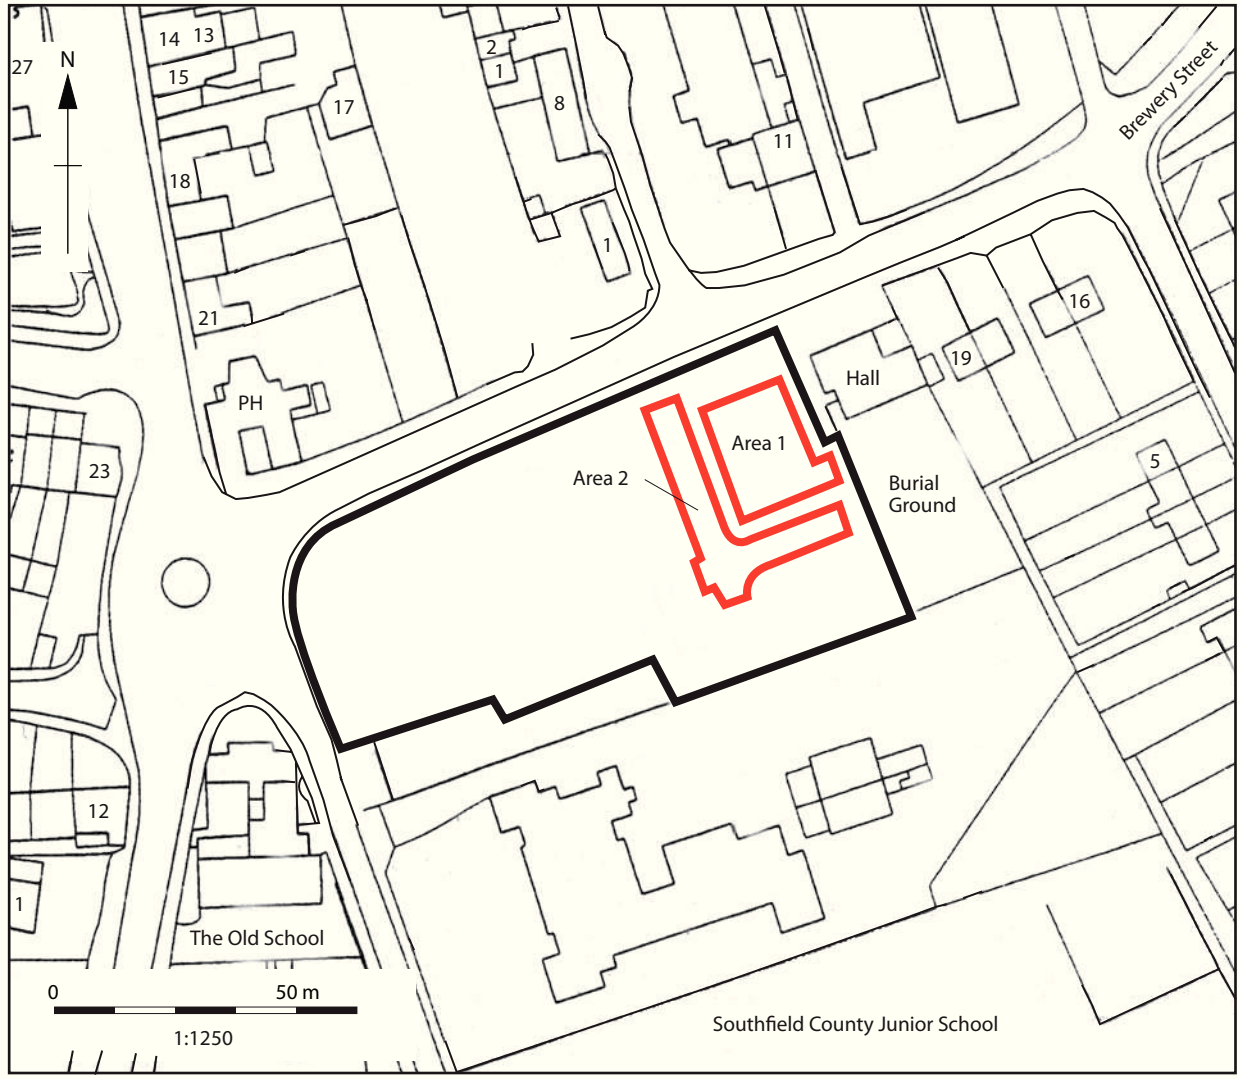 14 13
2
Brewery Street
27
N
15
1
17
8
11
18
1
21
16
19
Hall
PH
Area 1
23
5
Area 2
Burial
Ground
12
1
The Old School
0 50 m
1:1250
Southfield County Junior School